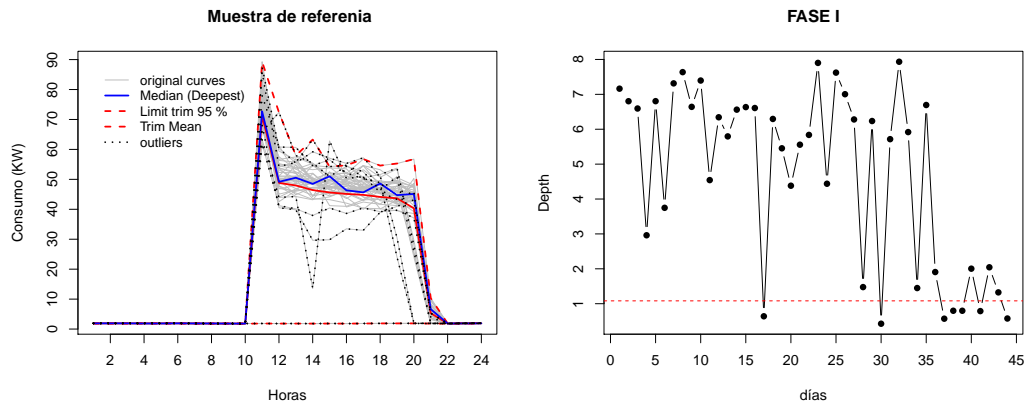 Muestra de referenia
Consumo (KW)
90
80
70
60
50
40
30
20
10
0
original curves
Median (Deepest)
Limit trim 95 %
Trim Mean
outliers
2 4 6 8 10 12 14 16 18 20 22 24
Horas
FASE I
Depth
8
7
6
5
4
3
2
1
0 5 10 15 20 25 30 35 40 45
días